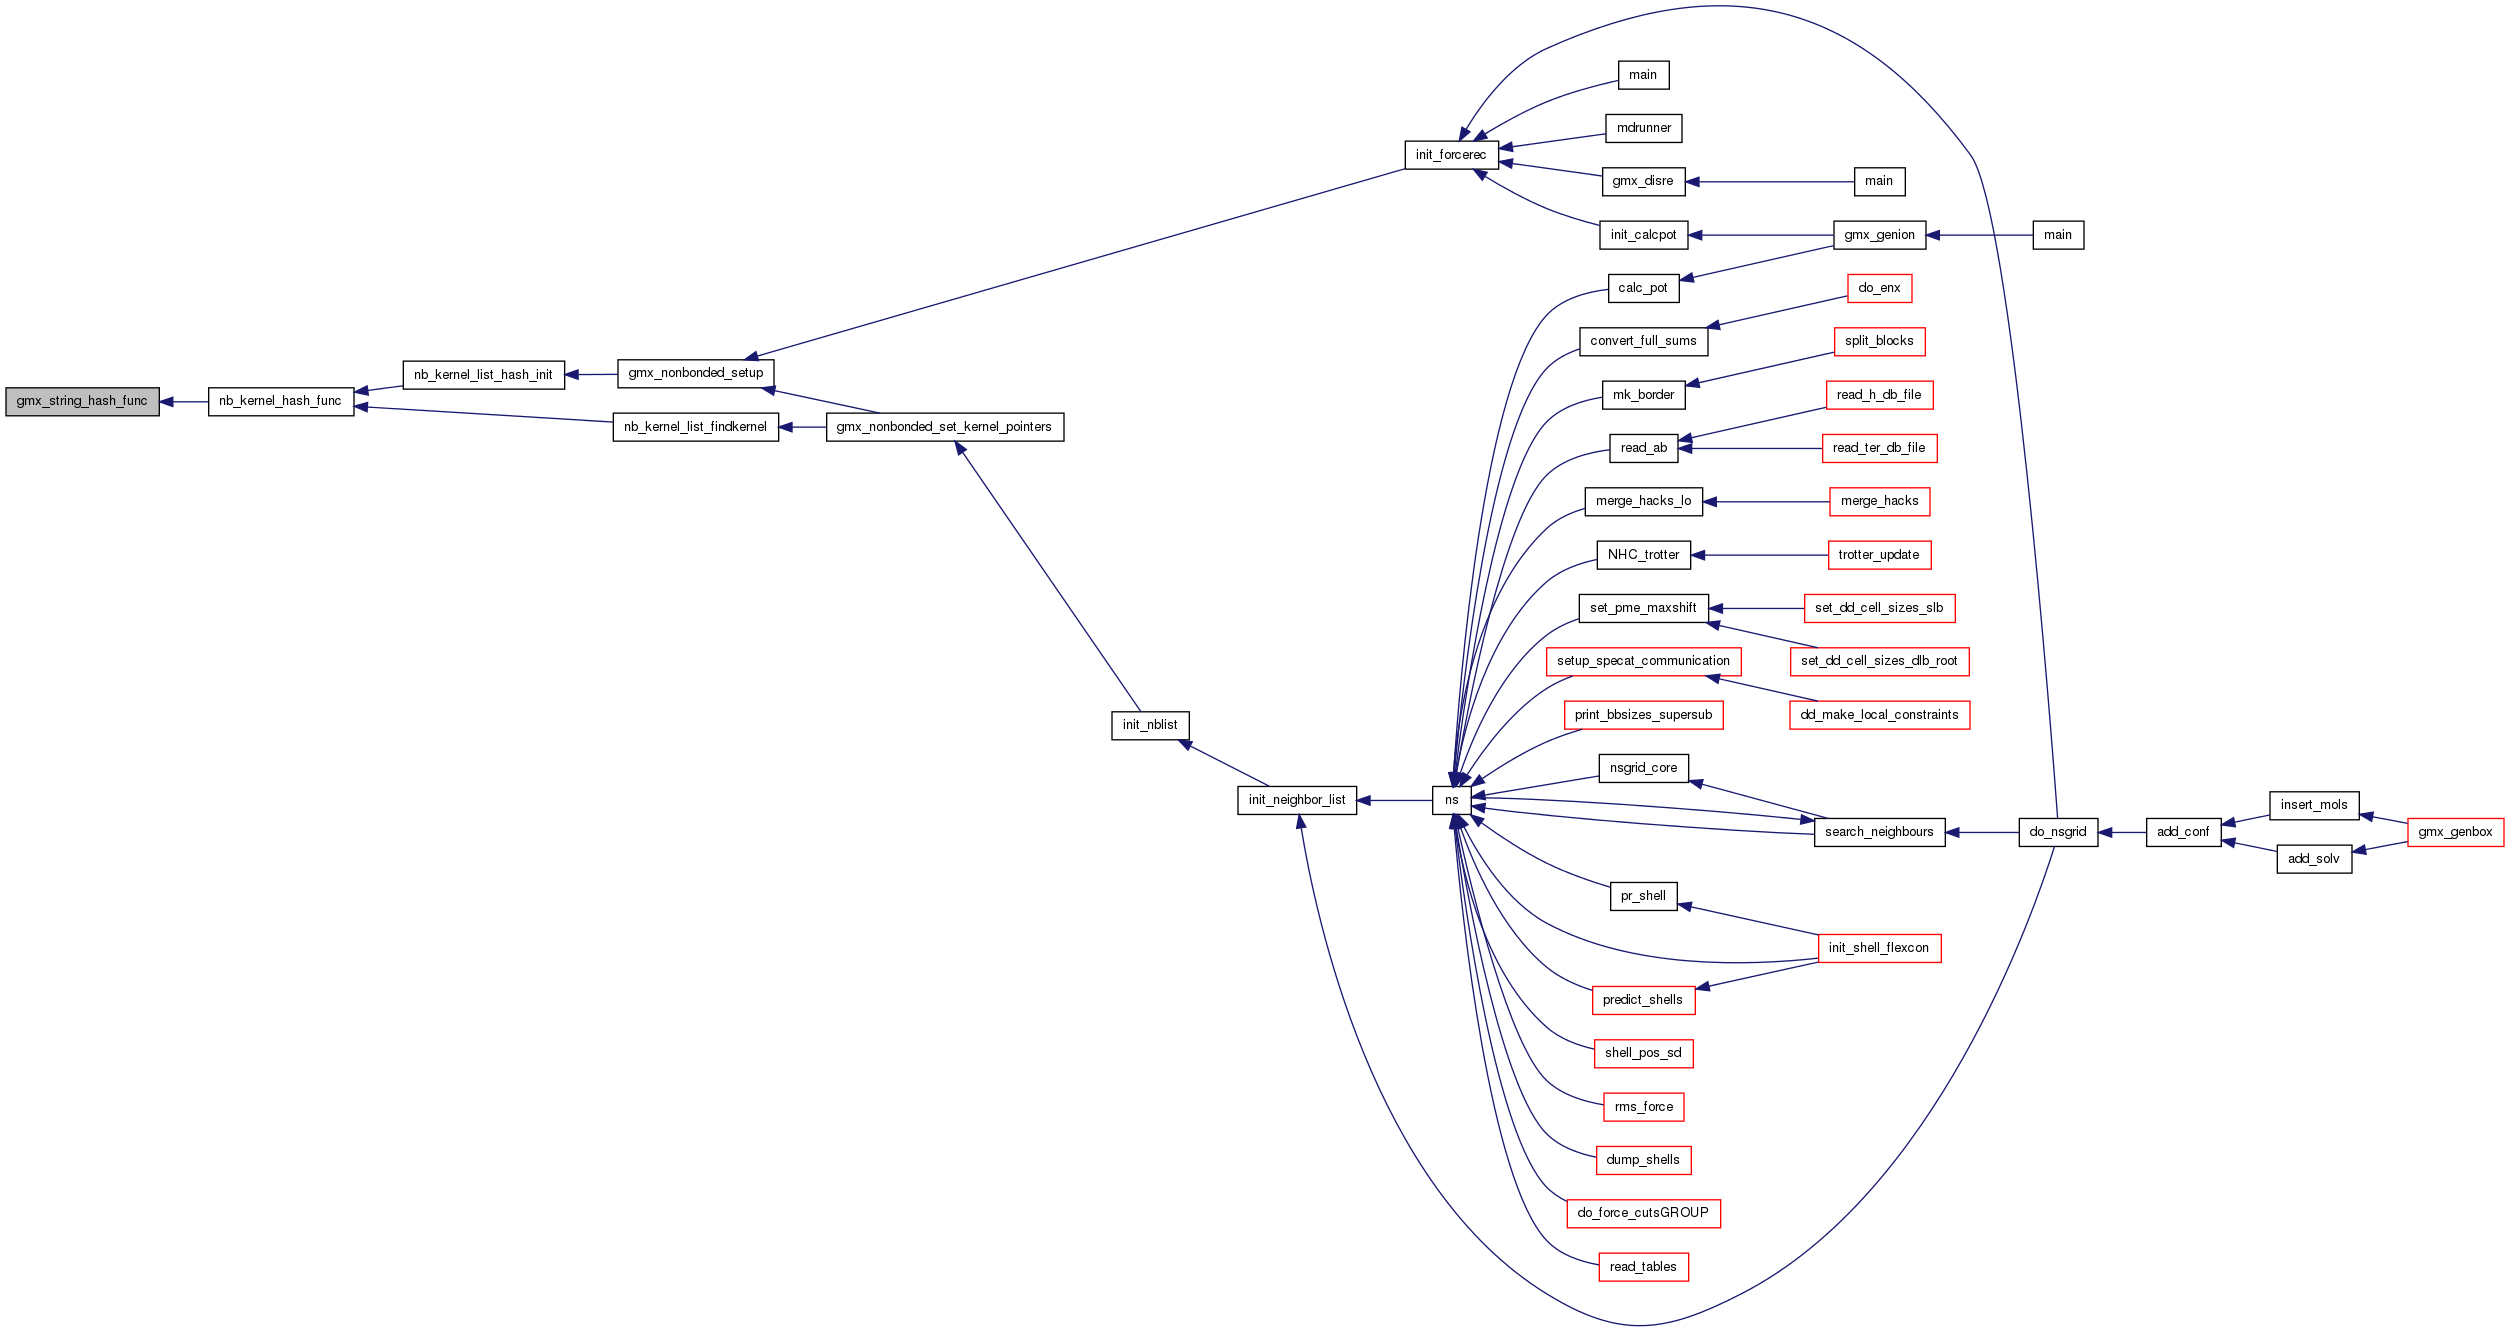 gmx_string_hash_func
nb_kernel_hash_func
nb_kernel_list_hash_init
nb_kernel_list_findkernel
gmx_nonbonded_setup
gmx_nonbonded_set_kernel_pointers
init_nblist
init_neighbor_list
init_forcerec
ns
main
mdrunner
gmx_disre
main
init_calcpot
gmx_genion
main
calc_pot
convert_full_sums
do_enx
mk_border
split_blocks
read_ab
read_h_db_file
read_ter_db_file
merge_hacks_lo
merge_hacks
NHC_trotter
trotter_update
set_pme_maxshift
set_dd_cell_sizes_slb
set_dd_cell_sizes_dlb_root
setup_specat_communication
dd_make_local_constraints
print_bbsizes_supersub
nsgrid_core
search_neighbours
do_nsgrid
add_conf
insert_mols
add_solv
gmx_genbox
pr_shell
init_shell_flexcon
predict_shells
shell_pos_sd
rms_force
dump_shells
do_force_cutsGROUP
read_tables